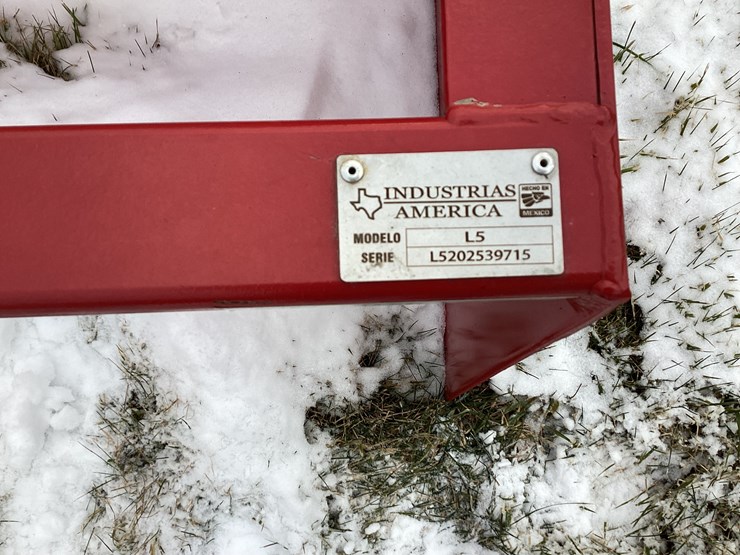 INDUSTRIAS
AMERICA
HECHO EN
MEXICO
MODELO L5
SERIE L5202539715